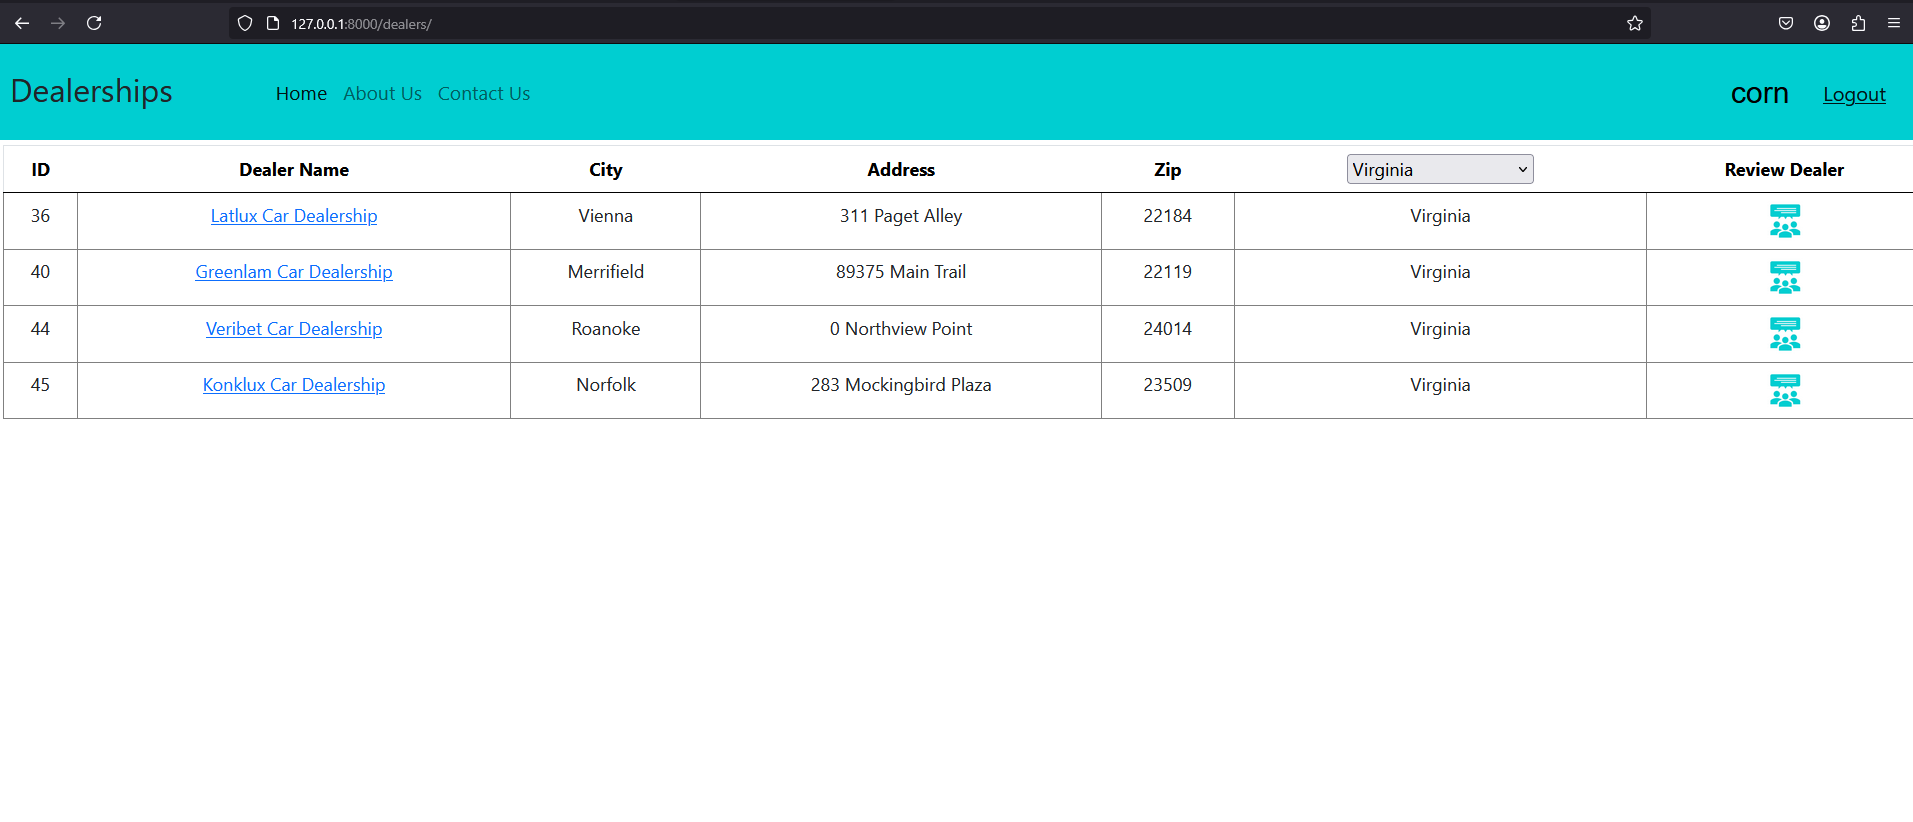 127.0.0.1:8000/dealers/
Dealerships Home About Us Contact Us corn Logout
ID Dealer Name City Address Zip Virginia Review Dealer
36 Latlux Car Dealership Vienna 311 Paget Alley 22184 Virginia
40 Greenlam Car Dealership Merrifield 89375 Main Trail 22119 Virginia
44 Veribet Car Dealership Roanoke 0 Northview Point 24014 Virginia
45 Konklux Car Dealership Norfolk 283 Mockingbird Plaza 23509 Virginia